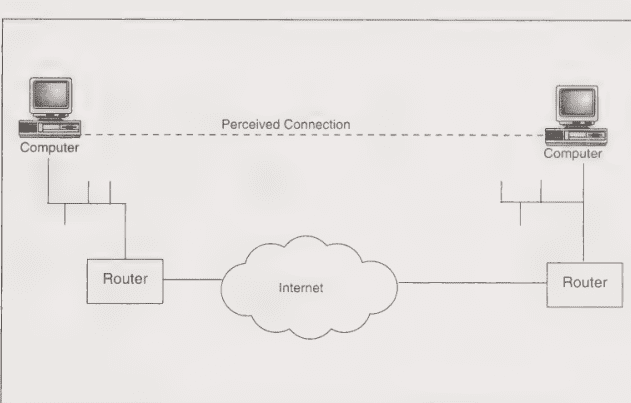 Perceived Connection
Computer
Computer
Router
Internet
Router